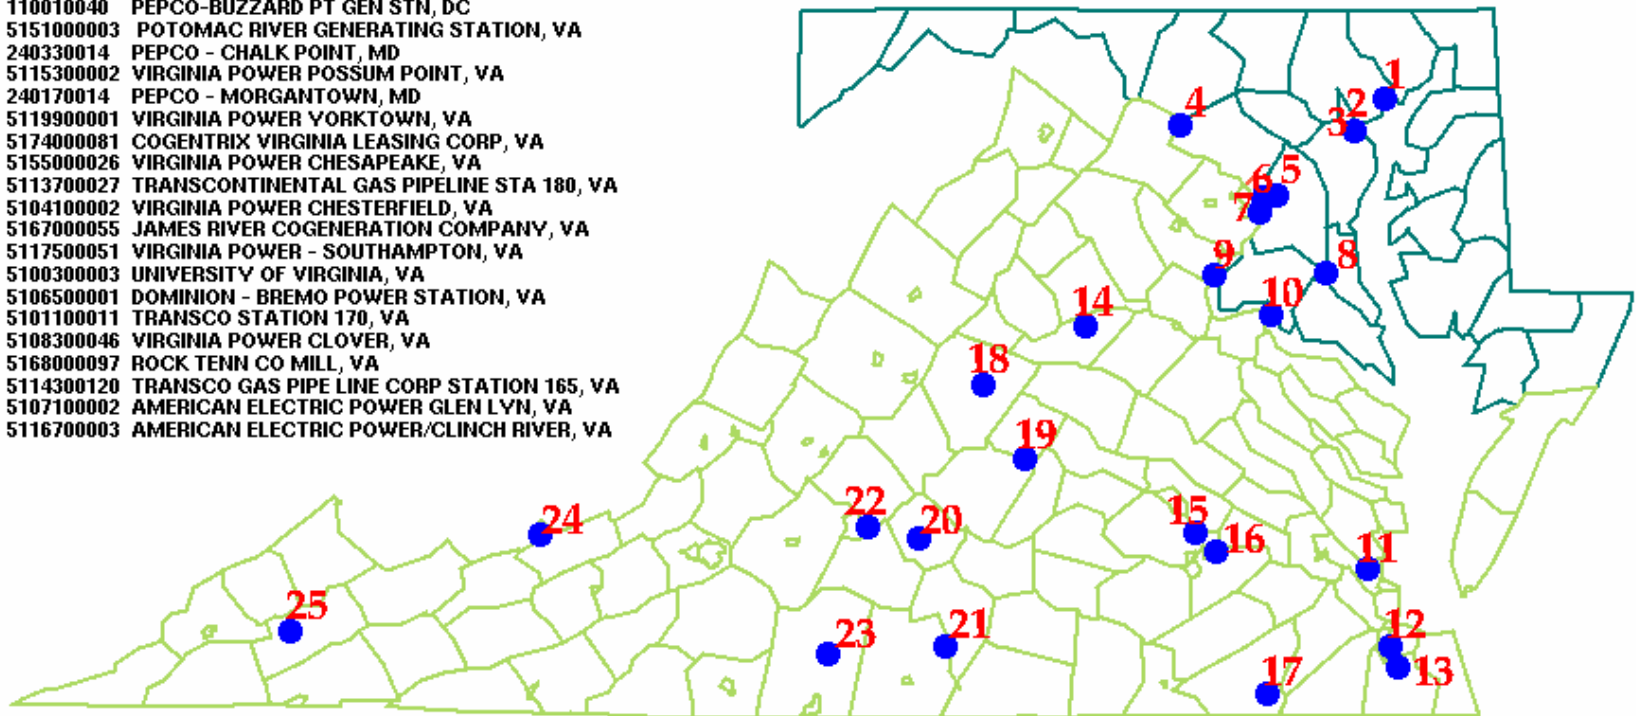 110010040 PEPCO-BUZZARD PT GEN STN, DC
5151000003 POTOMAC RIVER GENERATING STATION, VA
240330014 PEPCO - CHALK POINT, MD
5115300002 VIRGINIA POWER POSSUM POINT, VA
240170014 PEPCO - MORGANTOWN, MD
5119900001 VIRGINIA POWER YORKTOWN, VA
5174000081 COGENTRIX VIRGINIA LEASING CORP, VA
5155000026 VIRGINIA POWER CHESAPEAKE, VA
5113700027 TRANSCONTINENTAL GAS PIPELINE STA 180, VA
5104100002 VIRGINIA POWER CHESTERFIELD, VA
5167000055 JAMES RIVER COGENERATION COMPANY, VA
5117500051 VIRGINIA POWER - SOUTHAMPTON, VA
5100300003 UNIVERSITY OF VIRGINIA, VA
5106500001 DOMINION - BREMO POWER STATION, VA
5101100011 TRANSCO STATION 170, VA
5108300046 VIRGINIA POWER CLOVER, VA
5168000097 ROCK TENN CO MILL, VA
5114300120 TRANSCO GAS PIPE LINE CORP STATION 165, VA
5107100002 AMERICAN ELECTRIC POWER GLEN LYN, VA
5116700003 AMERICAN ELECTRIC POWER/CLINCH RIVER, VA
1
2
3
4
5
6
7
8
9
10
14
18
19
15
16
11
22
20
24
25
23
21
12
13
17